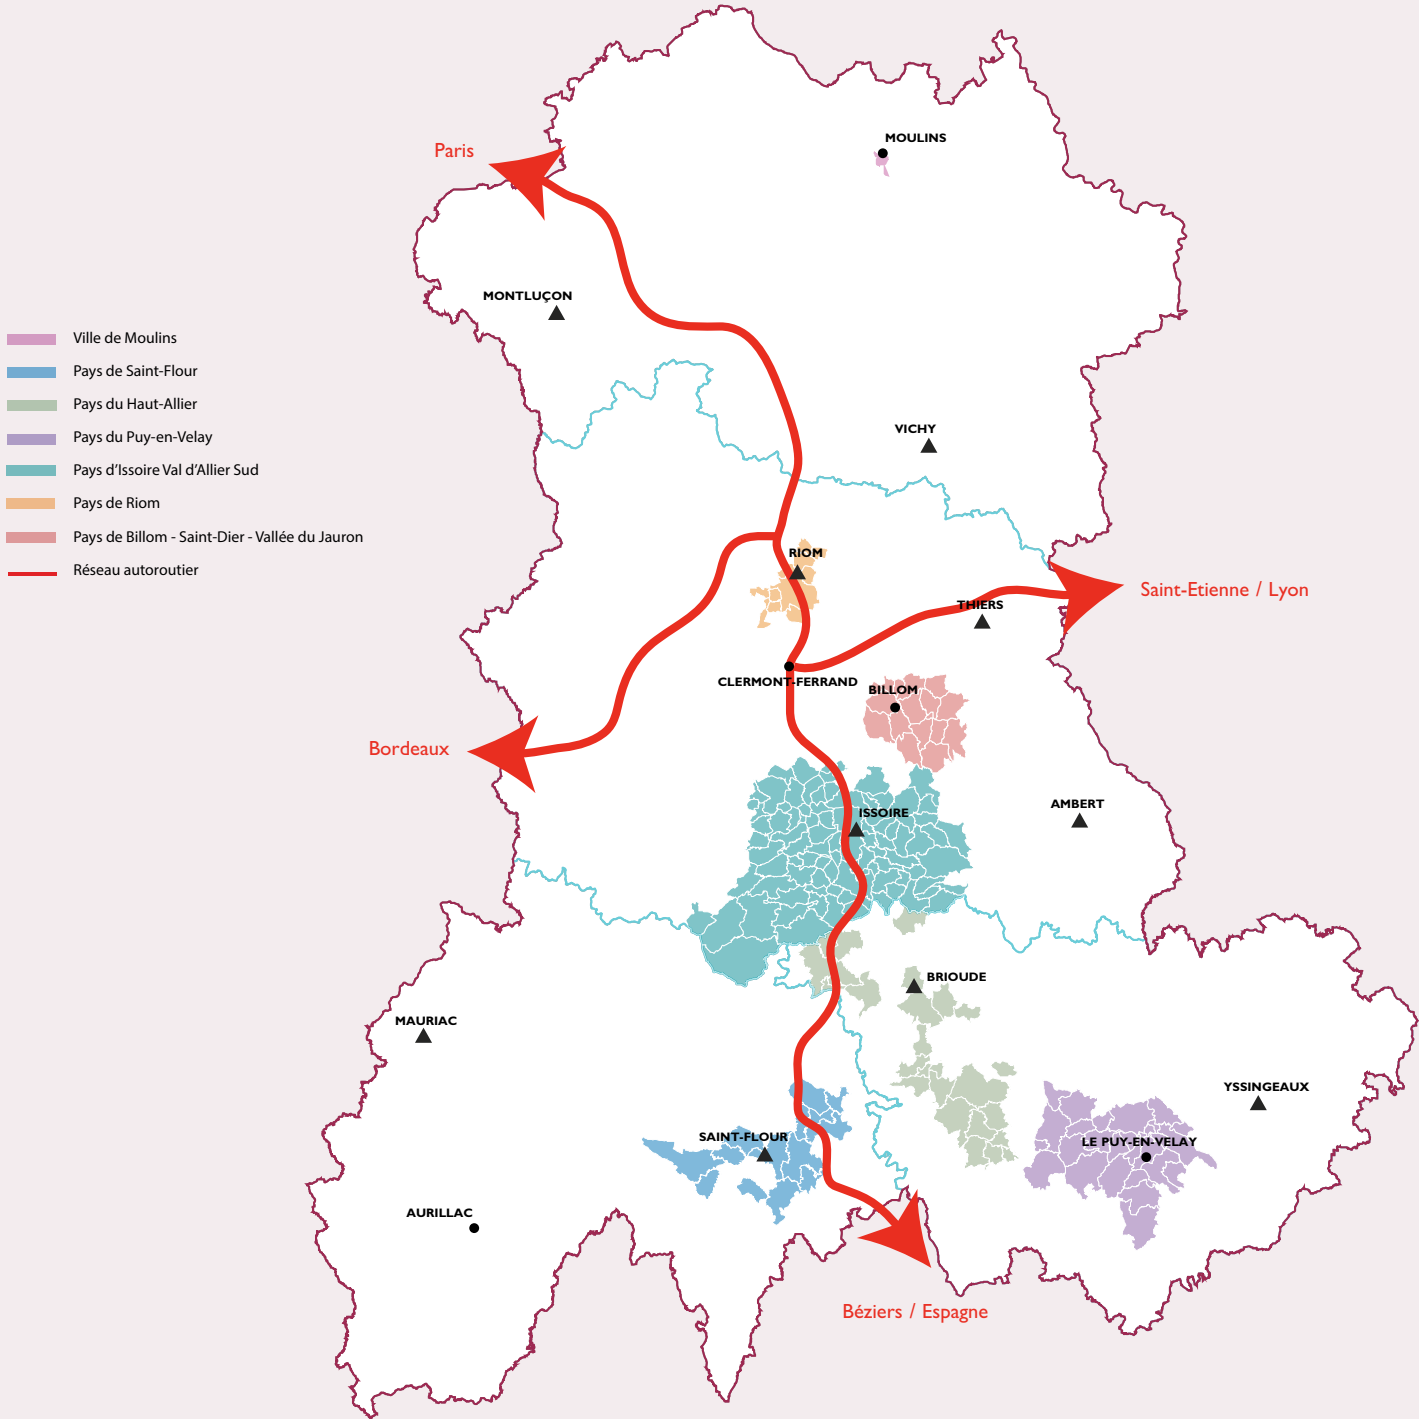 MOULINS
Paris
MONTLUÇON
Ville de Moulins
Pays de Saint-Flour
Pays du Haut-Allier
Pays du Puy-en-Velay
Pays d'Issoire Val d'Allier Sud
Pays de Riom
Pays de Billom - Saint-Dier - Vallée du Jauron
Réseau autoroutier
VICHY
RIOM
Saint-Etienne / Lyon
THIERS
CLERMONT-FERRAND
BILLOM
Bordeaux
AMBERT
ISSOIRE
BRIOUDE
MAURIAC
YSSINGEAUX
SAINT-FLOUR
LE PUY-EN-VELAY
AURILLAC
Béziers / Espagne